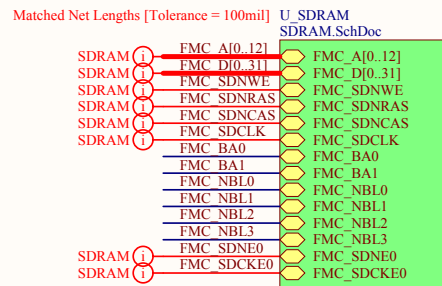 Matched Net Lengths [Tolerance = 100mil] U_SDRAM
SDRAM.SchDoc
SDRAM i FMC_A[0..12] FMC_A[0..12]
SDRAM i FMC_D[0..31] FMC_D[0..31]
SDRAM i FMC_SDNWE FMC_SDNWE
SDRAM i FMC_SDNRAS FMC_SDNRAS
SDRAM i FMC_SDNCAS FMC_SDNCAS
SDRAM i FMC_SDCLK FMC_SDCLK
FMC_BA0 FMC_BA0
FMC_BA1 FMC_BA1
FMC_NBL0 FMC_NBL0
FMC_NBL1 FMC_NBL1
FMC_NBL2 FMC_NBL2
FMC_NBL3 FMC_NBL3
SDRAM i FMC_SDNE0 FMC_SDNE0
SDRAM i FMC_SDCKE0 FMC_SDCKE0